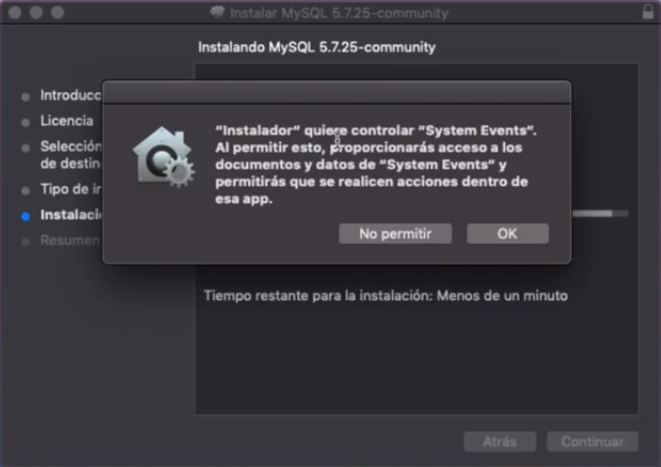 Instalar MySQL 5.7.25-community
Instalando MySQL 5.7.25-community
Introducc
Licencia
Selección
de destin
Tipo de in
Instalaci
Resumen
“Instalador” quiere controlar “System Events”.
Al permitir esto, proporcionarás acceso a los
documentos y datos de “System Events” y
permitirás que se realicen acciones dentro de
esa app.
No permitir
OK
Tiempo restante para la instalación: Menos de un minuto
Atrás
Continuar